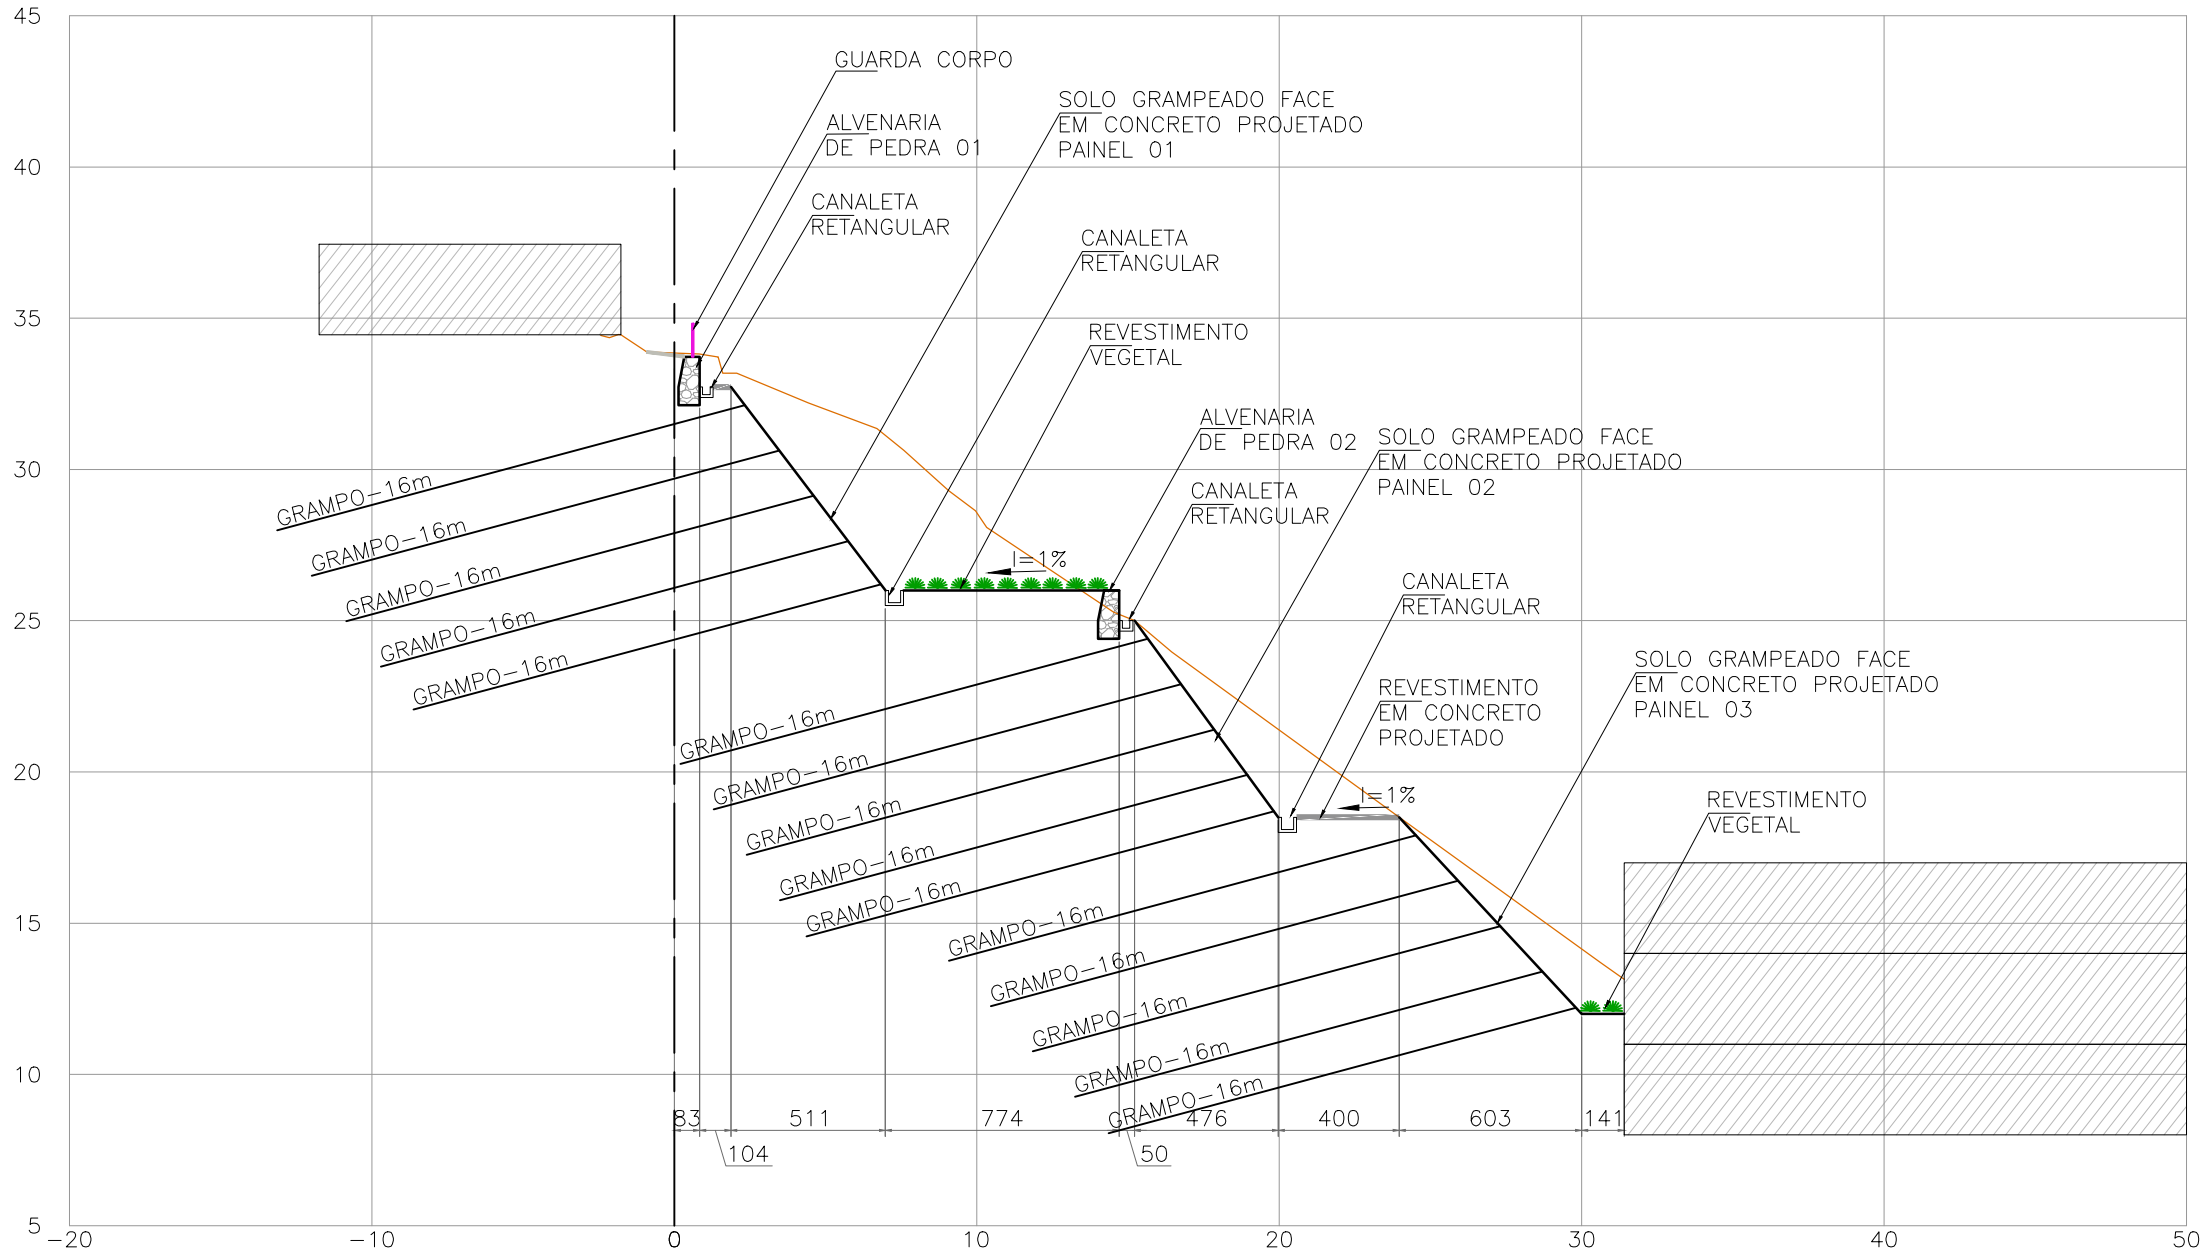 45
GUARDA CORPO
SOLO GRAMPEADO FACE
EM CONCRETO PROJETADO
PAINEL 01
ALVENARIA
DE PEDRA 01
40
CANALETA
RETANGULAR
CANALETA
RETANGULAR
35
REVESTIMENTO
VEGETAL
ALVENARIA
DE PEDRA 02
SOLO GRAMPEADO FACE
EM CONCRETO PROJETADO
PAINEL 02
30
CANALETA
RETANGULAR
GRAMPO-16m
GRAMPO-16m
GRAMPO-16m
GRAMPO-16m
GRAMPO-16m
I=1%
CANALETA
RETANGULAR
25
SOLO GRAMPEADO FACE
EM CONCRETO PROJETADO
PAINEL 03
REVESTIMENTO
EM CONCRETO
PROJETADO
GRAMPO-16m
GRAMPO-16m
GRAMPO-16m
GRAMPO-16m
GRAMPO-16m
20
I=1%
REVESTIMENTO
VEGETAL
15
GRAMPO-16m
GRAMPO-16m
GRAMPO-16m
GRAMPO-16m
GRAMPO-16m
10
83
511
774
476
400
603
141
104
50
5
-20
-10
0
10
20
30
40
50